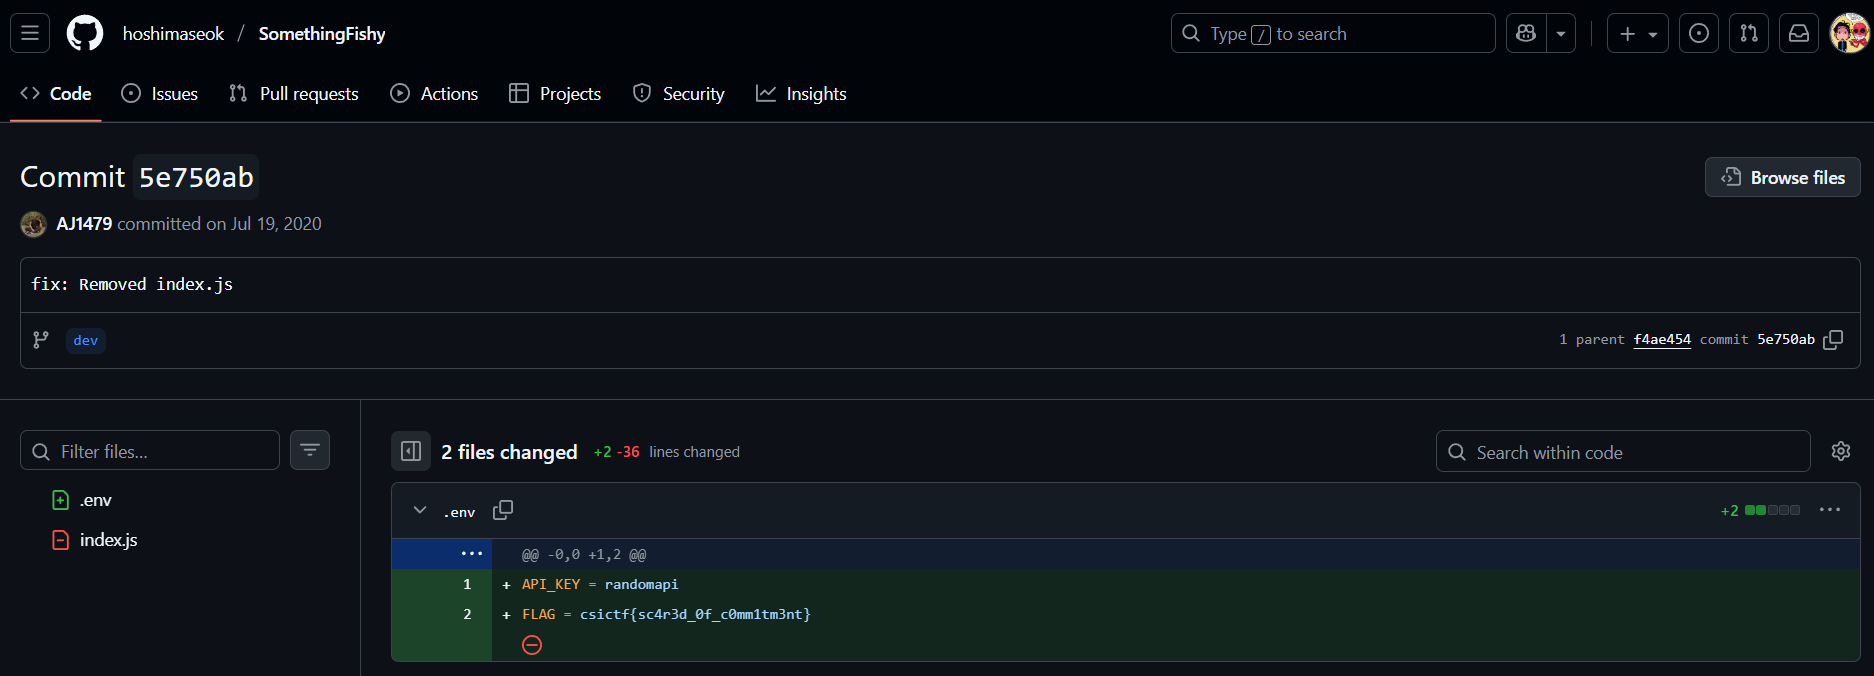 hoshimaseok / SomethingFishy
Type / to search
Code Issues Pull requests Actions Projects Security Insights
Commit 5e750ab
Browse files
AJ1479 committed on Jul 19, 2020
fix: Removed index.js
dev
1 parent f4ae454 commit 5e750ab
Filter files...
2 files changed +2 -36 lines changed
Search within code
.env
index.js
.env
+2
@@ -0,0 +1,2 @@
1 + API_KEY = randomapi
2 + FLAG = csictf{sc4r3d_0f_c0mm1tm3nt}